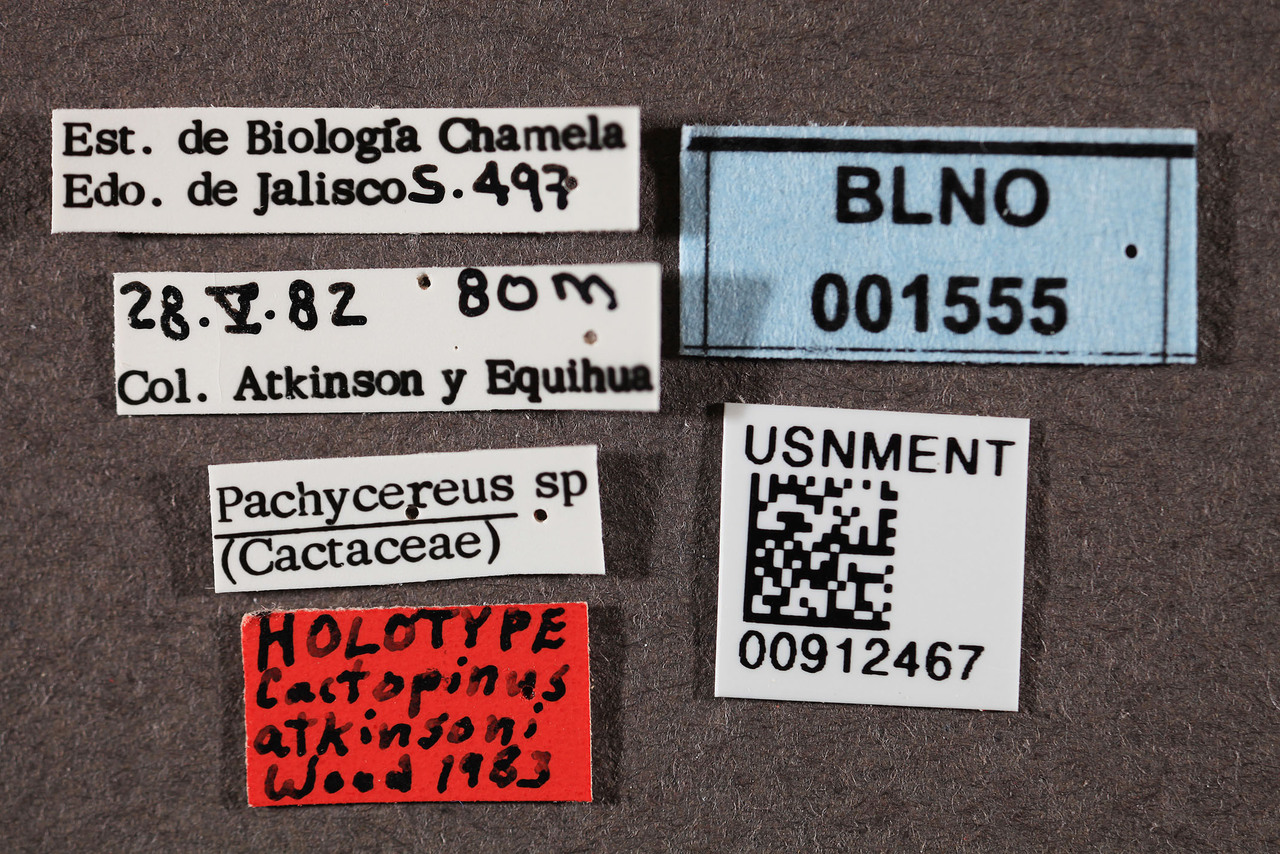 Est. de Biología Chamela
Edo. de Jalisco S. 497
28.V.82 80m
Col. Atkinson y Equihua
Pachycereus sp
(Cactaceae)
HOLOTYPE
Cactopinus
atkinsoni
Wood 1983
BLNO
001555
USNMENT
00912467